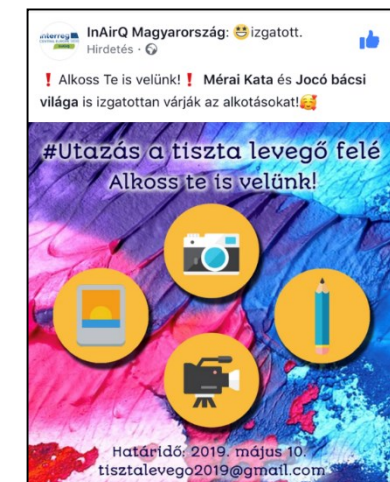 Interreg
InAirQ Magyarország: 😃 izgatott.
Hirdetés ·
❗ Alkoss Te is velünk! ❗ Mérai Kata és Jocó bácsi
világa is izgatottan várják az alkotásokat!🥰
#Utazás a tiszta levegő felé
Alkoss te is velünk!
Határidő: 2019. május 10.
tisztalevego2019@gmail.com